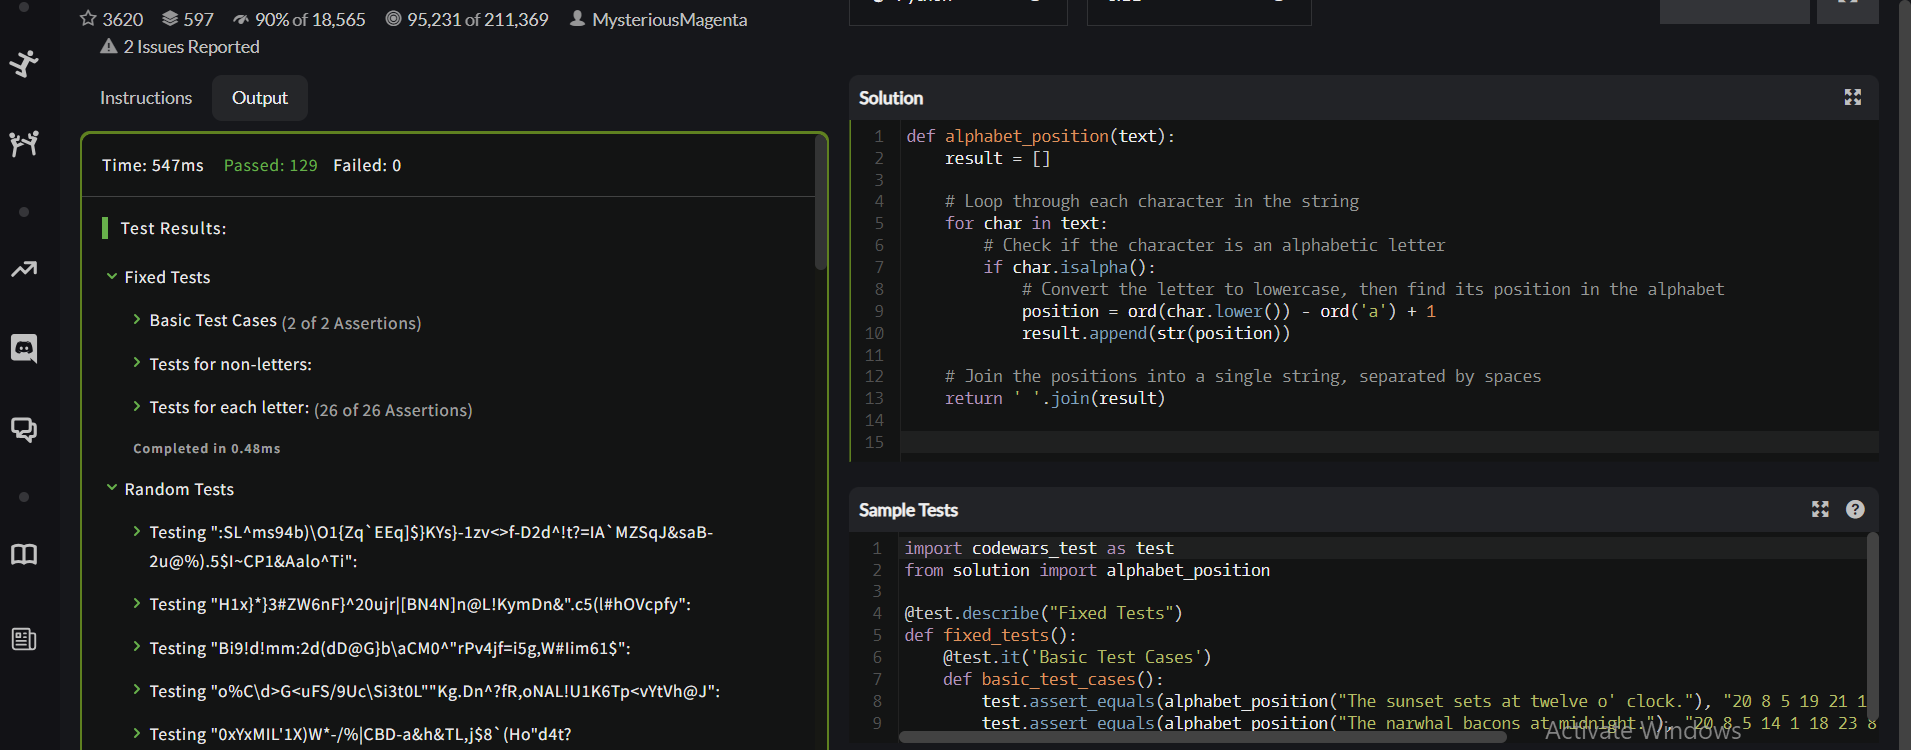 3620 597 90% of 18,565 95,231 of 211,369 MysteriousMagenta
2 Issues Reported
Instructions Output
Time: 547ms Passed: 129 Failed: 0
Test Results:
Fixed Tests
Basic Test Cases (2 of 2 Assertions)
Tests for non-letters:
Tests for each letter: (26 of 26 Assertions)
Completed in 0.48ms
Random Tests
Testing ":SL^ms94b)\O1{Zq`EEq]$}KYs}-1zv<>f-D2d^!t?=IA`MZSqJ&saB-
2u@%).5$I~CP1&Aalo^Ti":
Testing "H1x}*}3#ZW6nF}^20ujr|[BN4N]n@L!KymDn&".c5(l#hOVcpfy":
Testing "Bi9!d!mm:2d(dD@G}b\aCM0^"rPv4jf=i5g,W#Iim61$":
Testing "o%C\d>G<uFS/9Uc\Si3t0L""Kg.Dn^?fR,oNAL!U1K6Tp<vYtVh@J":
Testing "0xYxMIL'1X)W*-/%|CBD-a&h&TL,j$8`(Ho"d4t?
Solution
1 def alphabet_position(text):
2     result = []
3
4     # Loop through each character in the string
5     for char in text:
6         # Check if the character is an alphabetic letter
7         if char.isalpha():
8             # Convert the letter to lowercase, then find its position in the alphabet
9             position = ord(char.lower()) - ord('a') + 1
10             result.append(str(position))
11
12     # Join the positions into a single string, separated by spaces
13     return ' '.join(result)
14
15
Sample Tests
1 import codewars_test as test
2 from solution import alphabet_position
3
4 @test.describe("Fixed Tests")
5 def fixed_tests():
6     @test.it('Basic Test Cases')
7     def basic_test_cases():
8         test.assert_equals(alphabet_position("The sunset sets at twelve o' clock."), "20 8 5 19 21 1
9         test.assert_equals(alphabet_position("The narwhal bacons at midnight."), "20 8 5 14 1 18 23 8
Activate Windows